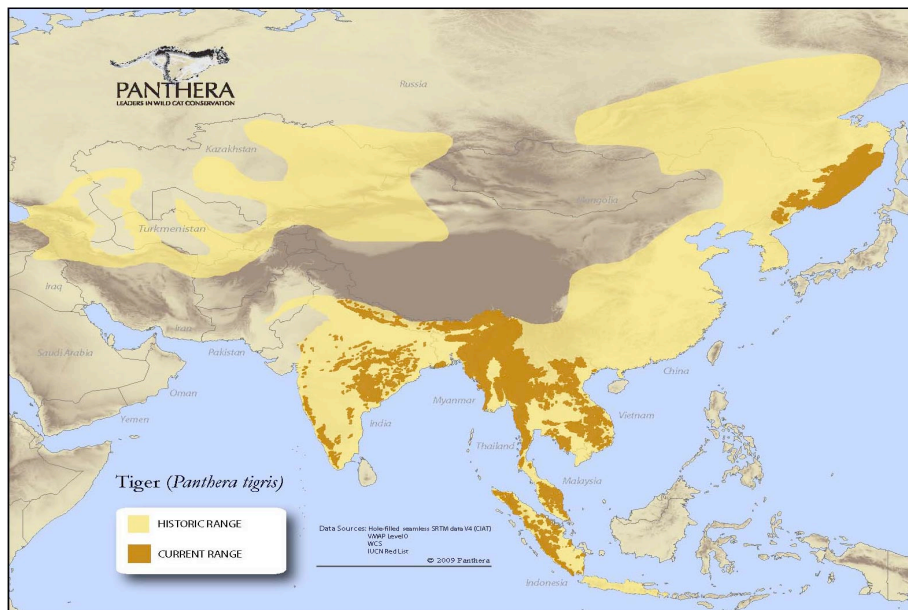 PANTHERA
LEADERS IN WILD CAT CONSERVATION
Russia
Kazakhstan
Mongolia
Turkmenistan
Iraq
Iran
Saudi Arabia
Pakistan
Oman
Yemen
India
Myanmar
China
Vietnam
Thailand
Malaysia
Indonesia
Tiger (Panthera tigris)
HISTORIC RANGE
CURRENT RANGE
Data Sources: Hole-filled seamless SRTM data V4 (CIAT)
VMAP Level 0
WCS
IUCN Red List
© 2009 Panthera